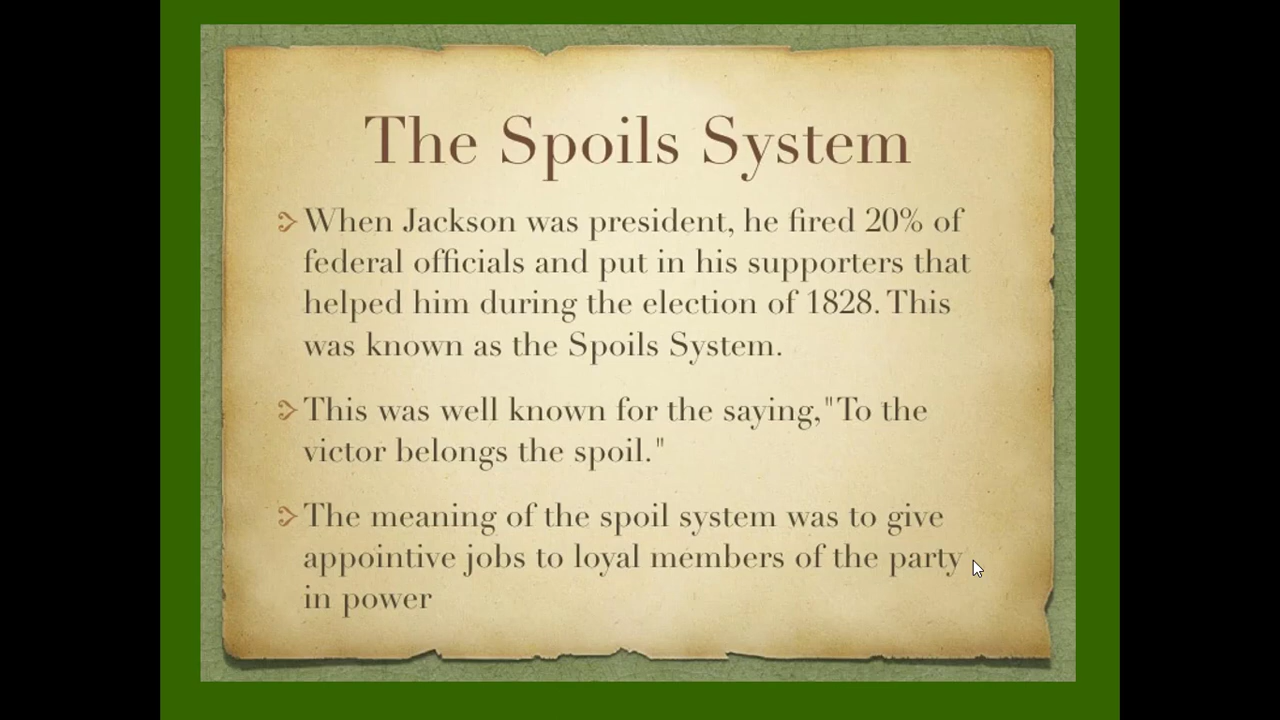 The Spoils System
When Jackson was president, he fired 20% of
federal officials and put in his supporters that
helped him during the election of 1828. This
was known as the Spoils System.
This was well known for the saying,"To the
victor belongs the spoil."
The meaning of the spoil system was to give
appointive jobs to loyal members of the party
in power